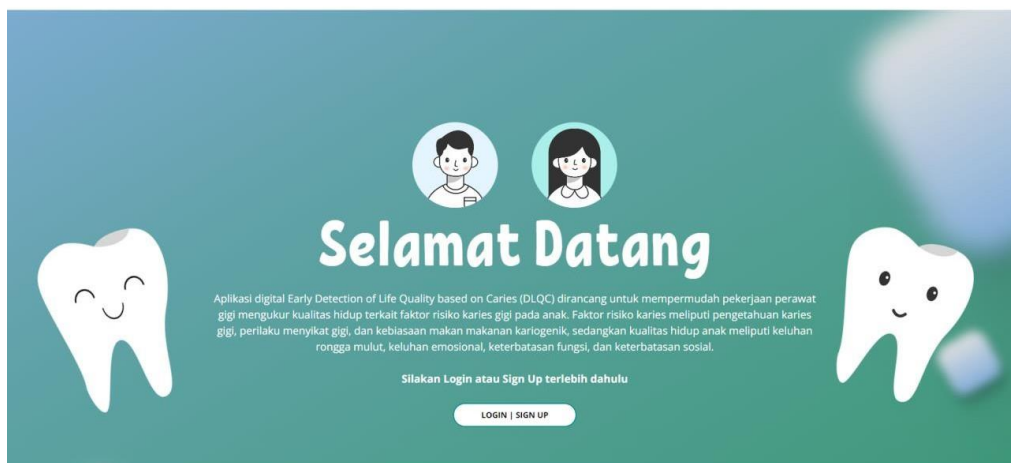 Selamat Datang
Aplikasi digital Early Detection of Life Quality based on Caries (DLQC) dirancang untuk mempermudah pekerjaan perawat
gigi mengukur kualitas hidup terkait faktor risiko karies gigi pada anak. Faktor risiko karies meliputi pengetahuan karies
gigi, perilaku menyikat gigi, dan kebiasaan makan makanan kariogenik, sedangkan kualitas hidup anak meliputi keluhan
rongga mulut, keluhan emosional, keterbatasan fungsi, dan keterbatasan sosial.
Silakan Login atau Sign Up terlebih dahulu
LOGIN | SIGN UP